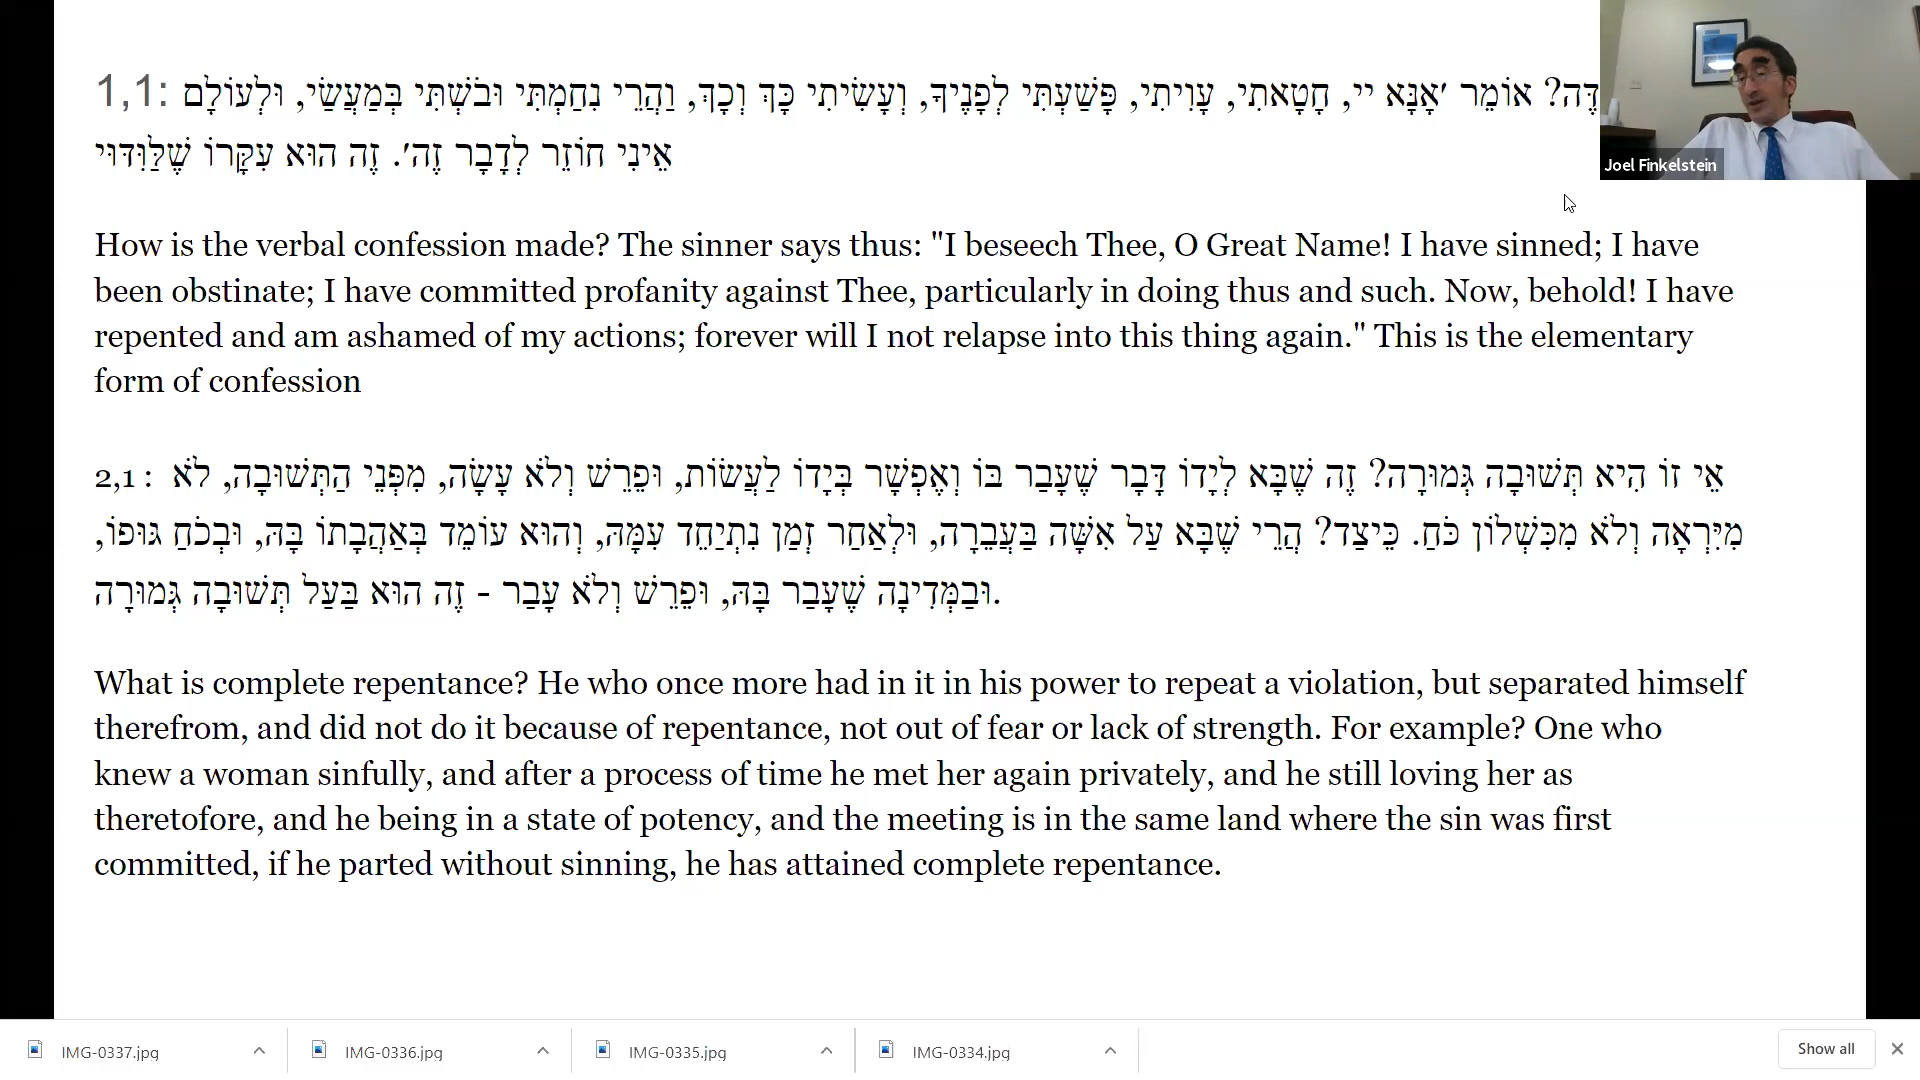 1,1: דֶּה? אוֹמֵר 'אָנָּא יי, חָטָאתִי, עָוִיתִי, פָּשַׁעְתִּי לְפָנֶיךָ, וְעָשִׂיתִי כָּךְ וְכָךְ, וַהֲרֵי נִחַמְתִּי וּבֹשְׁתִּי בְּמַעֲשַׂי, וּלְעוֹלָם
אֵינִי חוֹזֵר לְדָבָר זֶה'. זֶה הוּא עִקָּרוֹ שֶׁלַּוִּדּוּי
Joel Finkelstein
How is the verbal confession made? The sinner says thus: "I beseech Thee, O Great Name! I have sinned; I have
been obstinate; I have committed profanity against Thee, particularly in doing thus and such. Now, behold! I have
repented and am ashamed of my actions; forever will I not relapse into this thing again." This is the elementary
form of confession
2,1 : אֵי זוֹ הִיא תְּשׁוּבָה גְּמוּרָה? זֶה שֶׁבָּא לְיָדוֹ דָּבָר שֶׁעָבַר בּוֹ וְאֶפְשָׁר בְּיָדוֹ לַעֲשׂוֹת, וּפֵרֵשׁ וְלֹא עָשָׂה, מִפְּנֵי הַתְּשׁוּבָה, לֹא
מִיִּרְאָה וְלֹא מִכִּשְׁלוֹן כֹּחַ. כֵּיצַד? הֲרֵי שֶׁבָּא עַל אִשָּׁה בַּעֲבֵרָה, וּלְאַחַר זְמַן נִתְיַחֵד עִמָּהּ, וְהוּא עוֹמֵד בְּאַהֲבָתוֹ בָּהּ, וּבְכֹחַ גּוּפוֹ,
וּבַמְּדִינָה שֶׁעָבַר בָּהּ, וּפֵרֵשׁ וְלֹא עָבַר - זֶה הוּא בַּעַל תְּשׁוּבָה גְּמוּרָה.
What is complete repentance? He who once more had in it in his power to repeat a violation, but separated himself
therefrom, and did not do it because of repentance, not out of fear or lack of strength. For example? One who
knew a woman sinfully, and after a process of time he met her again privately, and he still loving her as
theretofore, and he being in a state of potency, and the meeting is in the same land where the sin was first
committed, if he parted without sinning, he has attained complete repentance.
IMG-0337.jpg IMG-0336.jpg IMG-0335.jpg IMG-0334.jpg Show all